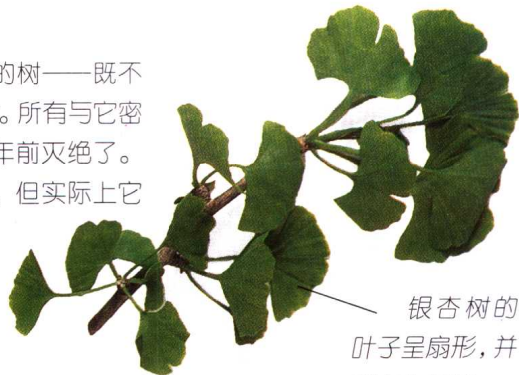 的树——既不
。所有与它密
年前灭绝了。
但实际上它
银杏树的
叶子呈扇形，并